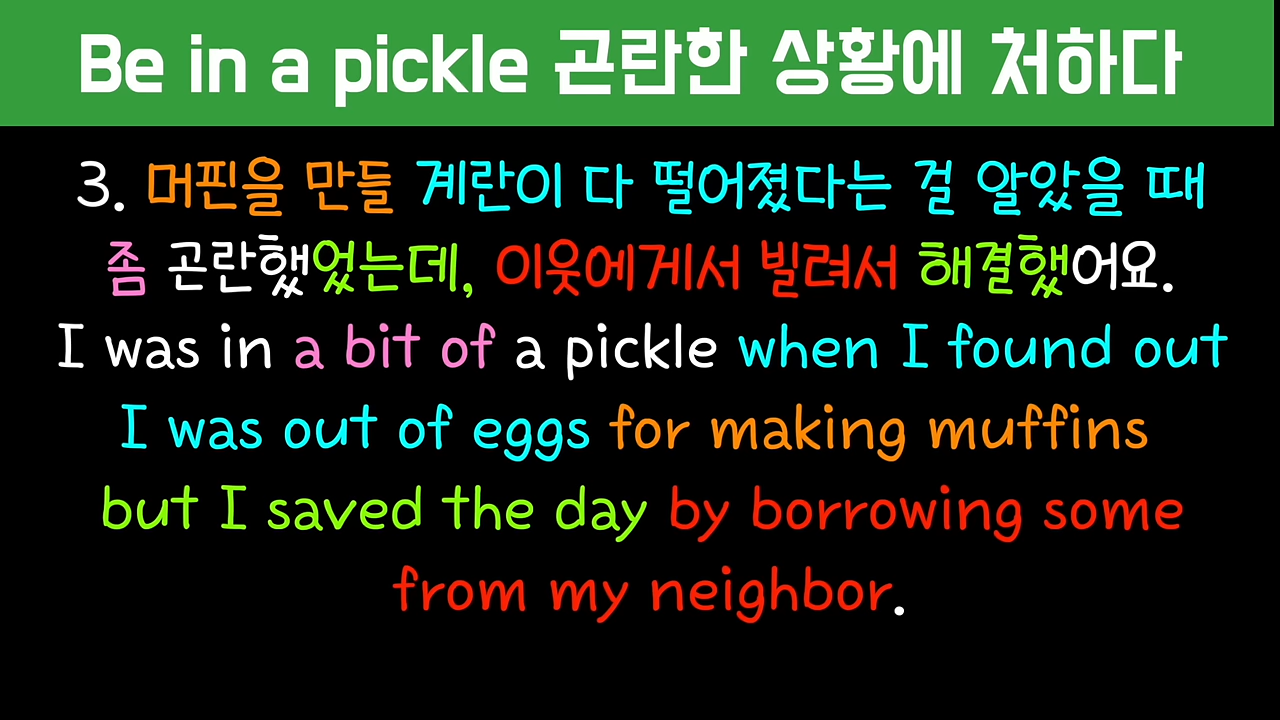 Be in a pickle 곤란한 상황에 처하다
3. 머핀을 만들 계란이 다 떨어졌다는 걸 알았을 때
좀 곤란했었는데, 이웃에게서 빌려서 해결했어요.
I was in a bit of a pickle when I found out
I was out of eggs for making muffins
but I saved the day by borrowing some
from my neighbor.